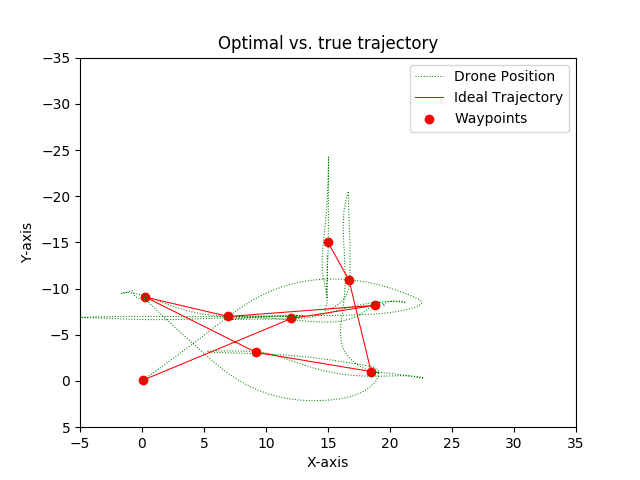 Optimal vs. true trajectory
Drone Position
Ideal Trajectory
Waypoints
Y-axis
−35
−30
−25
−20
−15
−10
−5
0
5
−5 0 5 10 15 20 25 30 35
X-axis